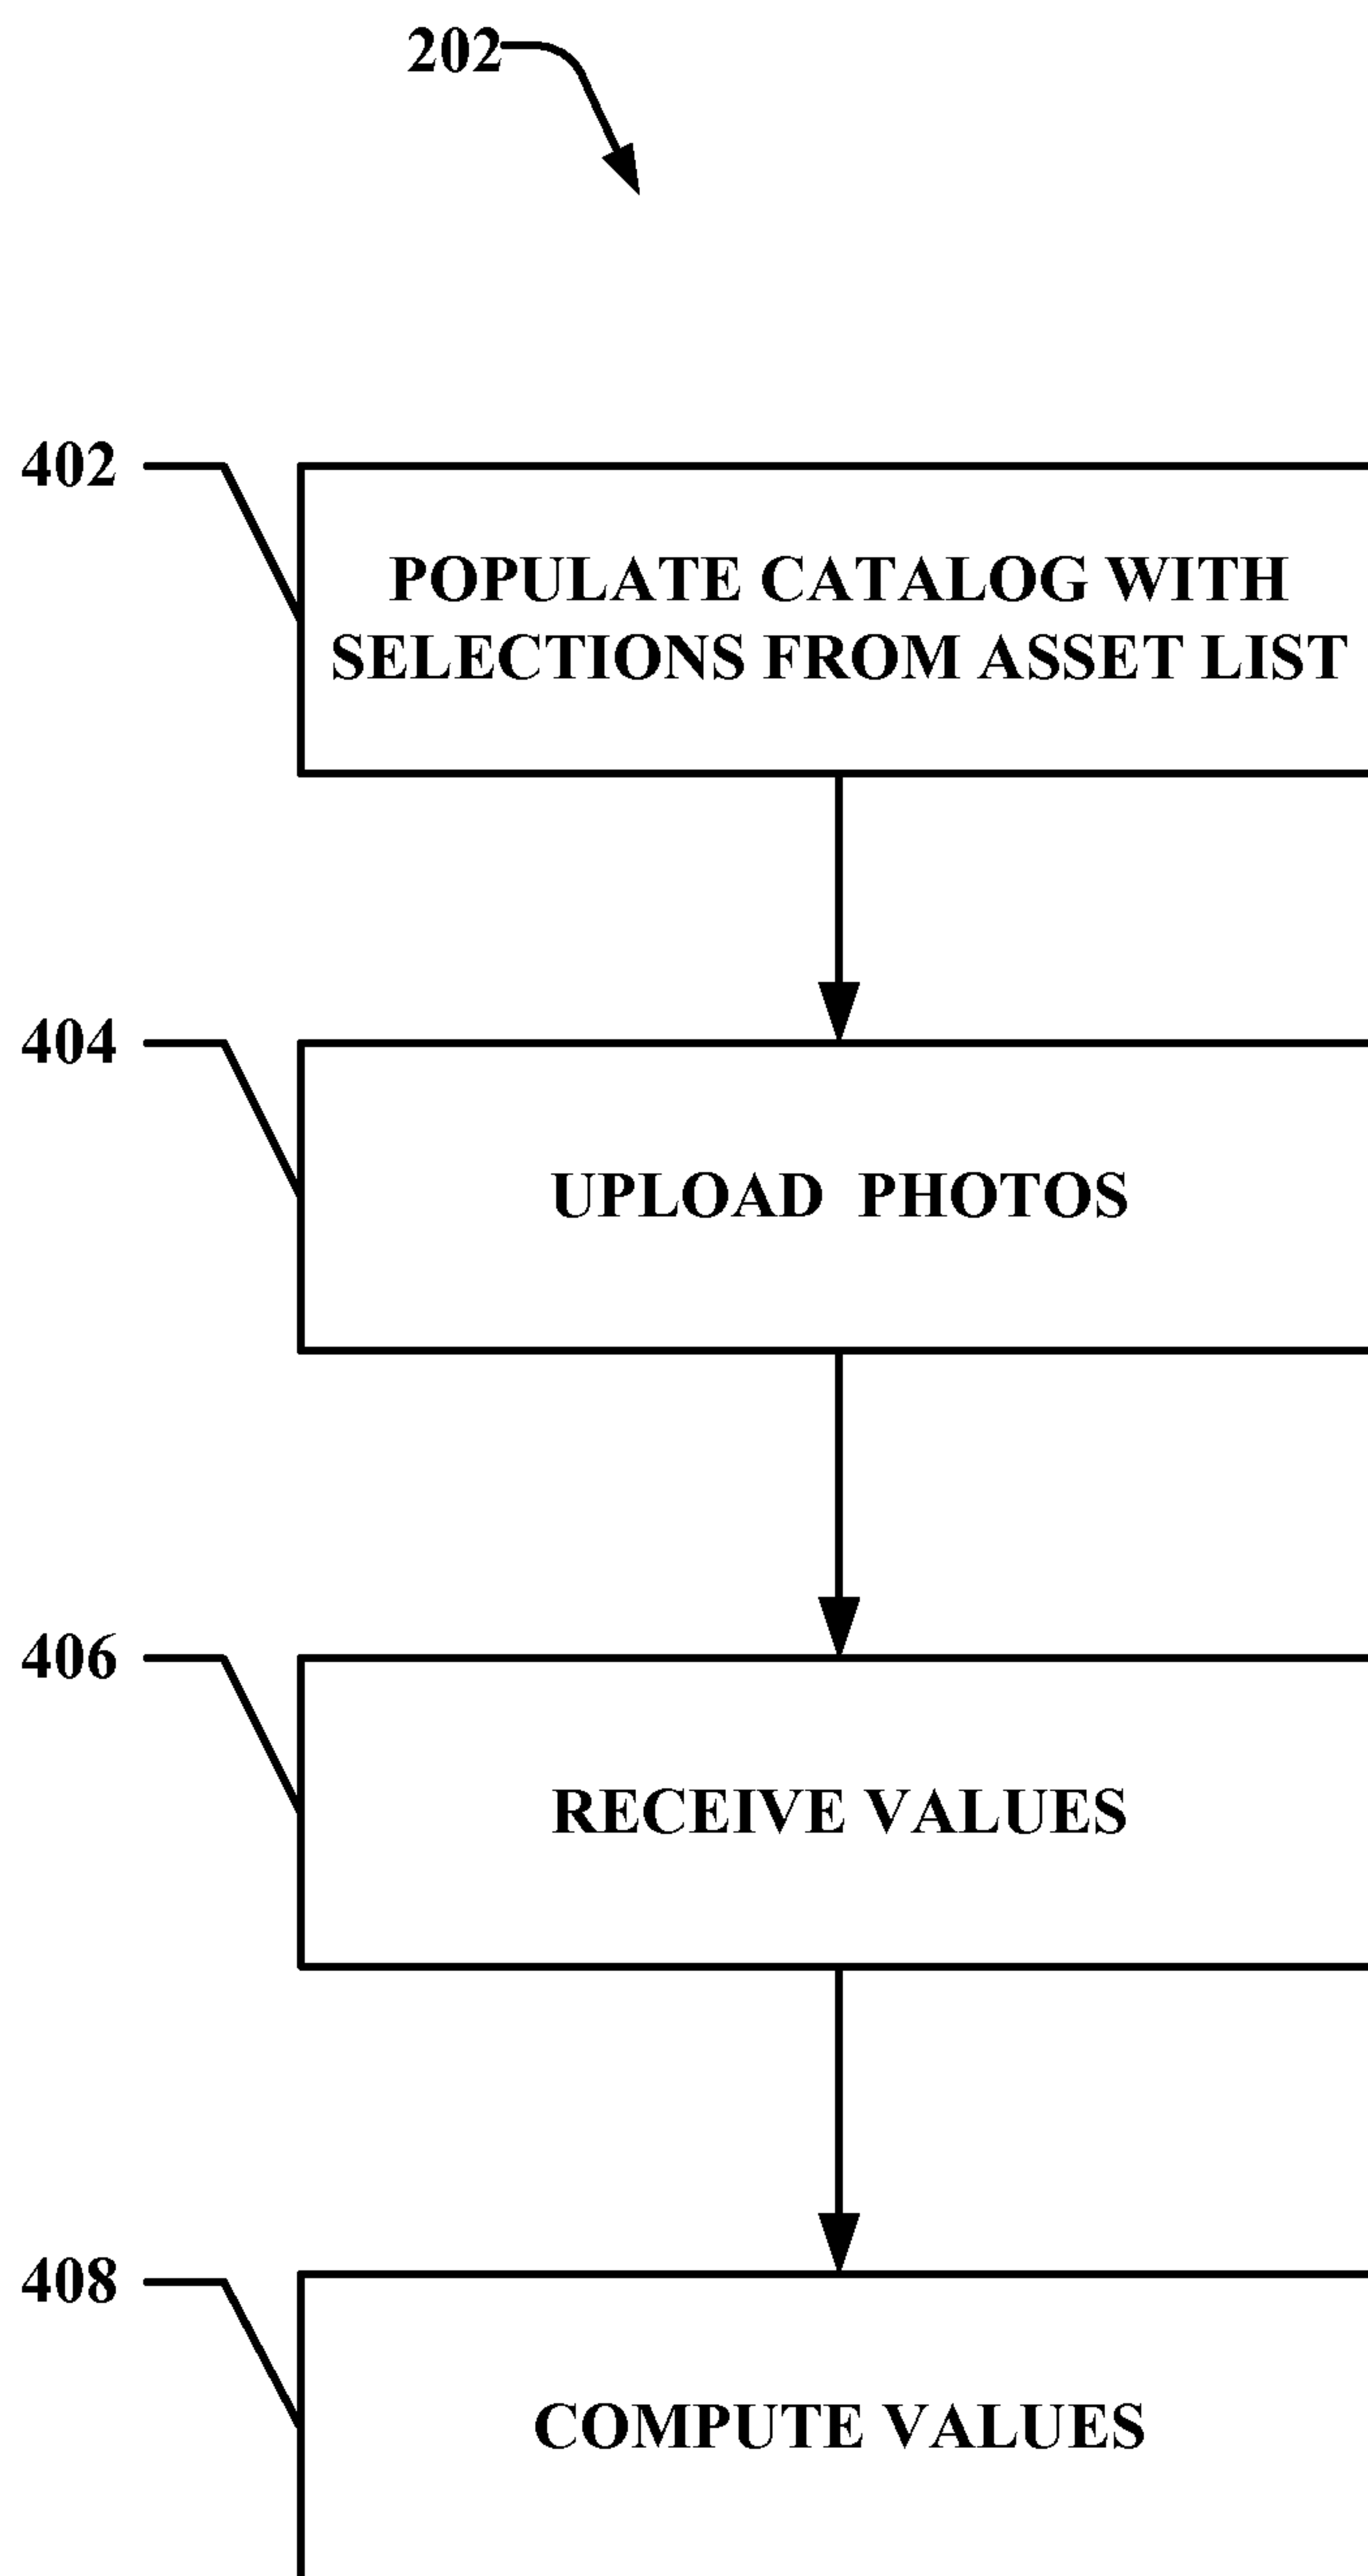 202
402
POPULATE CATALOG WITH
SELECTIONS FROM ASSET LIST
404
UPLOAD PHOTOS
406
RECEIVE VALUES
408
COMPUTE VALUES